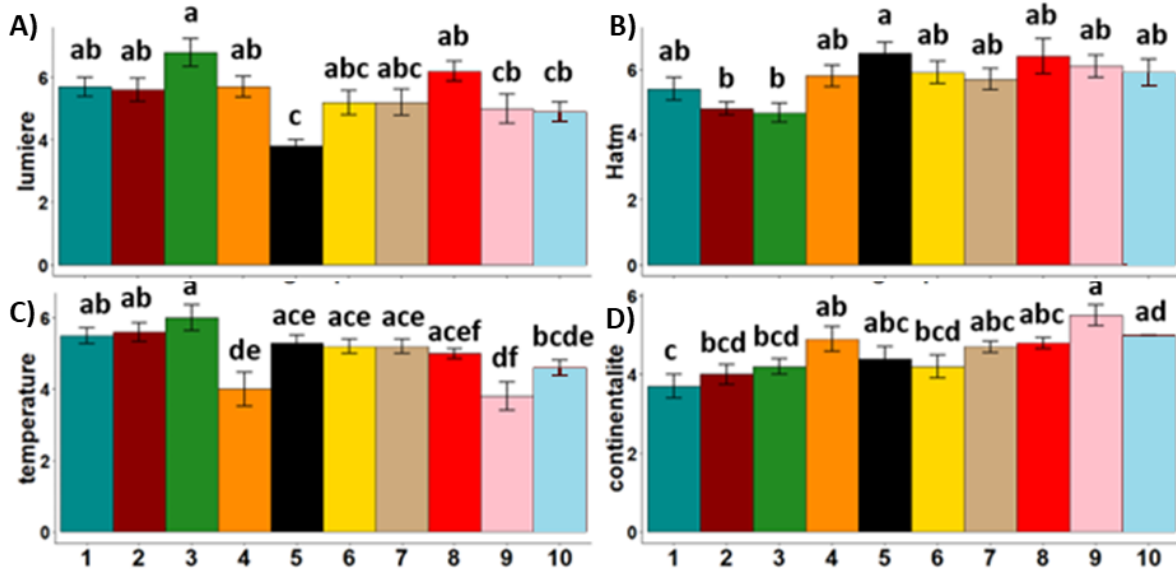 A)
lumiere
6
4
2
0
ab ab a ab c abc abc ab cb cb
B)
Hatm
6
4
2
0
ab b b ab a ab ab ab ab ab
C)
temperature
6
4
2
0
ab ab a de ace ace ace acef df bcde
1 2 3 4 5 6 7 8 9 10
D)
continentalite
6
4
2
0
c bcd bcd ab abc bcd abc abc a ad
1 2 3 4 5 6 7 8 9 10